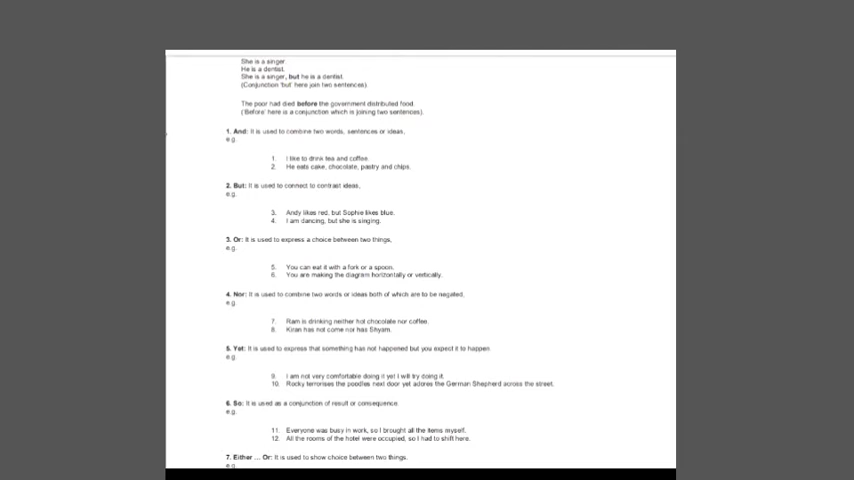 She is a singer.
He is a dentist.
She is a singer, but he is a dentist.
(Conjunction 'but' here join two sentences)
The poor had died before the government distributed food.
('Before' here is a conjunction which is joining two sentences).
1. And: It is used to combine two words, sentences or ideas,
e.g.
1. I like to drink tea and coffee.
2. He eats cake, chocolate, pastry and chips.
2. But: It is used to connect to contrast ideas,
e.g.
3. Andy likes red, but Sophie likes blue.
4. I am dancing, but she is singing.
3. Or: It is used to express a choice between two things,
e.g.
5. You can eat it with a fork or a spoon.
6. You are making the diagram horizontally or vertically.
4. Nor: It is used to combine two words or ideas both of which are to be negated,
e.g.
7. Ram is drinking neither hot chocolate nor coffee.
8. Kiran has not come nor has Shyam.
5. Yet: It is used to express that something has not happened but you expect it to happen
e.g.
9. I am not very comfortable doing it yet I will try doing it.
10. Rocky terrorises the poodles next door yet adores the German Shepherd across the street.
6. So: It is used as a conjunction of result or consequence
e.g.
11. Everyone was busy in work, so I brought all the items myself.
12. All the rooms of the hotel were occupied, so I had to shift here.
7. Either ... Or: It is used to show choice between two things.
e.g.